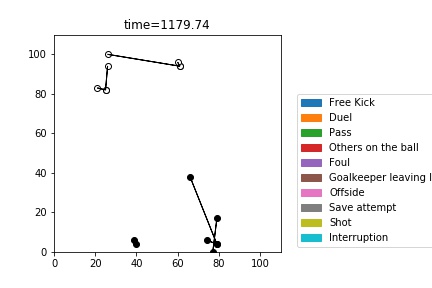 time=1179.74
100
80
60
40
20
0
0 20 40 60 80 100
Free Kick
Duel
Pass
Others on the ball
Foul
Goalkeeper leaving l
Offside
Save attempt
Shot
Interruption